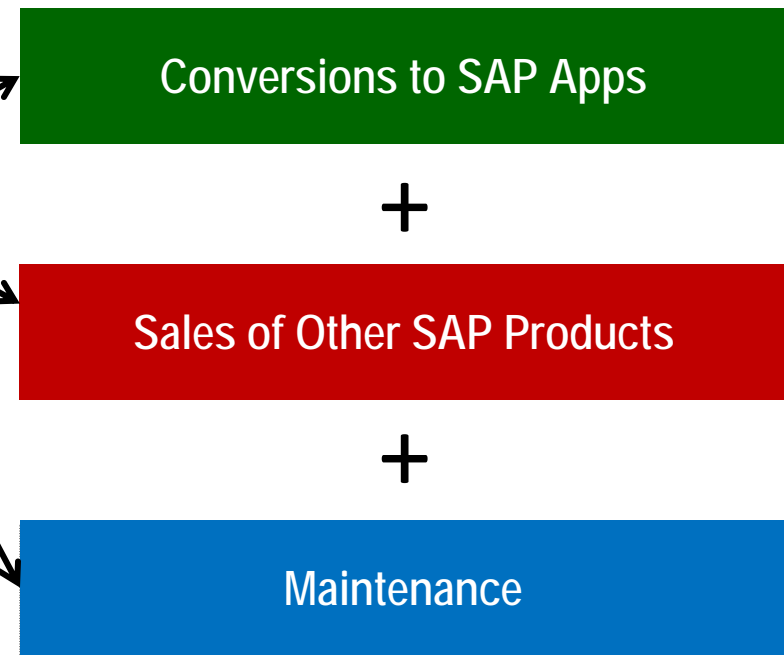 Conversions to SAP Apps
+
Sales of Other SAP Products
+
Maintenance